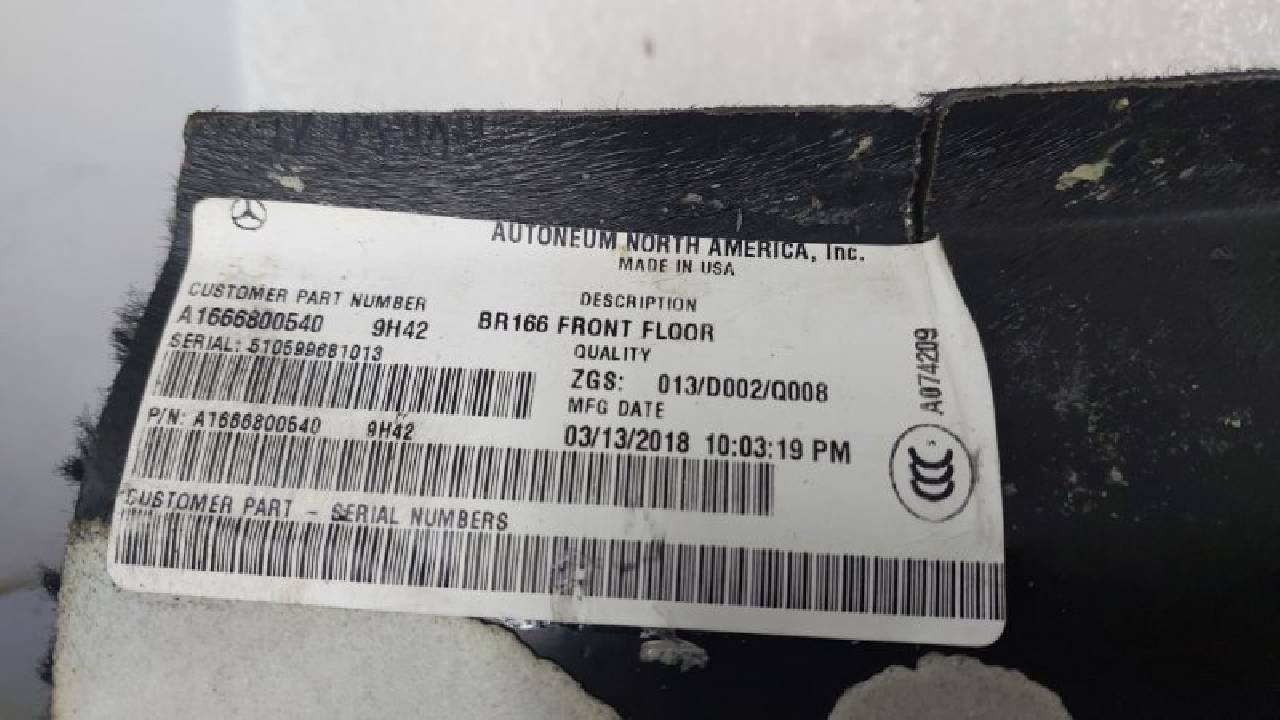 AUTONEUM NORTH AMERICA, Inc.
MADE IN USA
CUSTOMER PART NUMBER
A1666800540 9H42
DESCRIPTION
BR166 FRONT FLOOR
SERIAL: 510599681013
QUALITY
ZGS: 013/D002/Q008
P/N: A1666800540 9H42
MFG DATE
03/13/2018 10:03:19 PM
CUSTOMER PART - SERIAL NUMBERS
A074209
CCC S